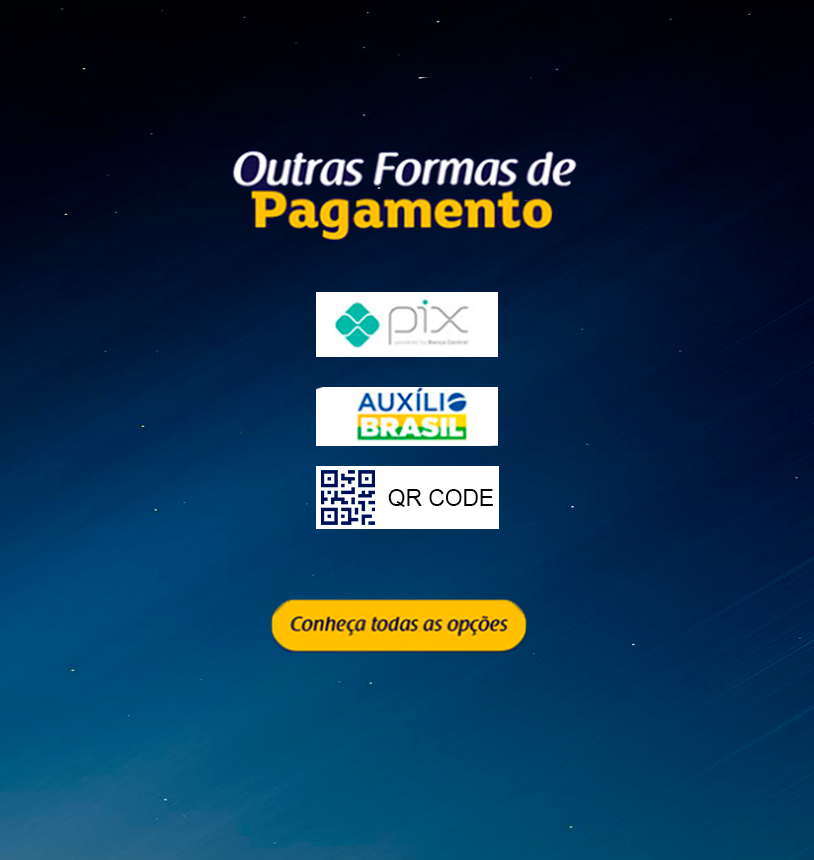 Outras Formas de
Pagamento
pix
powered by Banco Central
AUXÍLIO
BRASIL
QR CODE
Conheça todas as opções